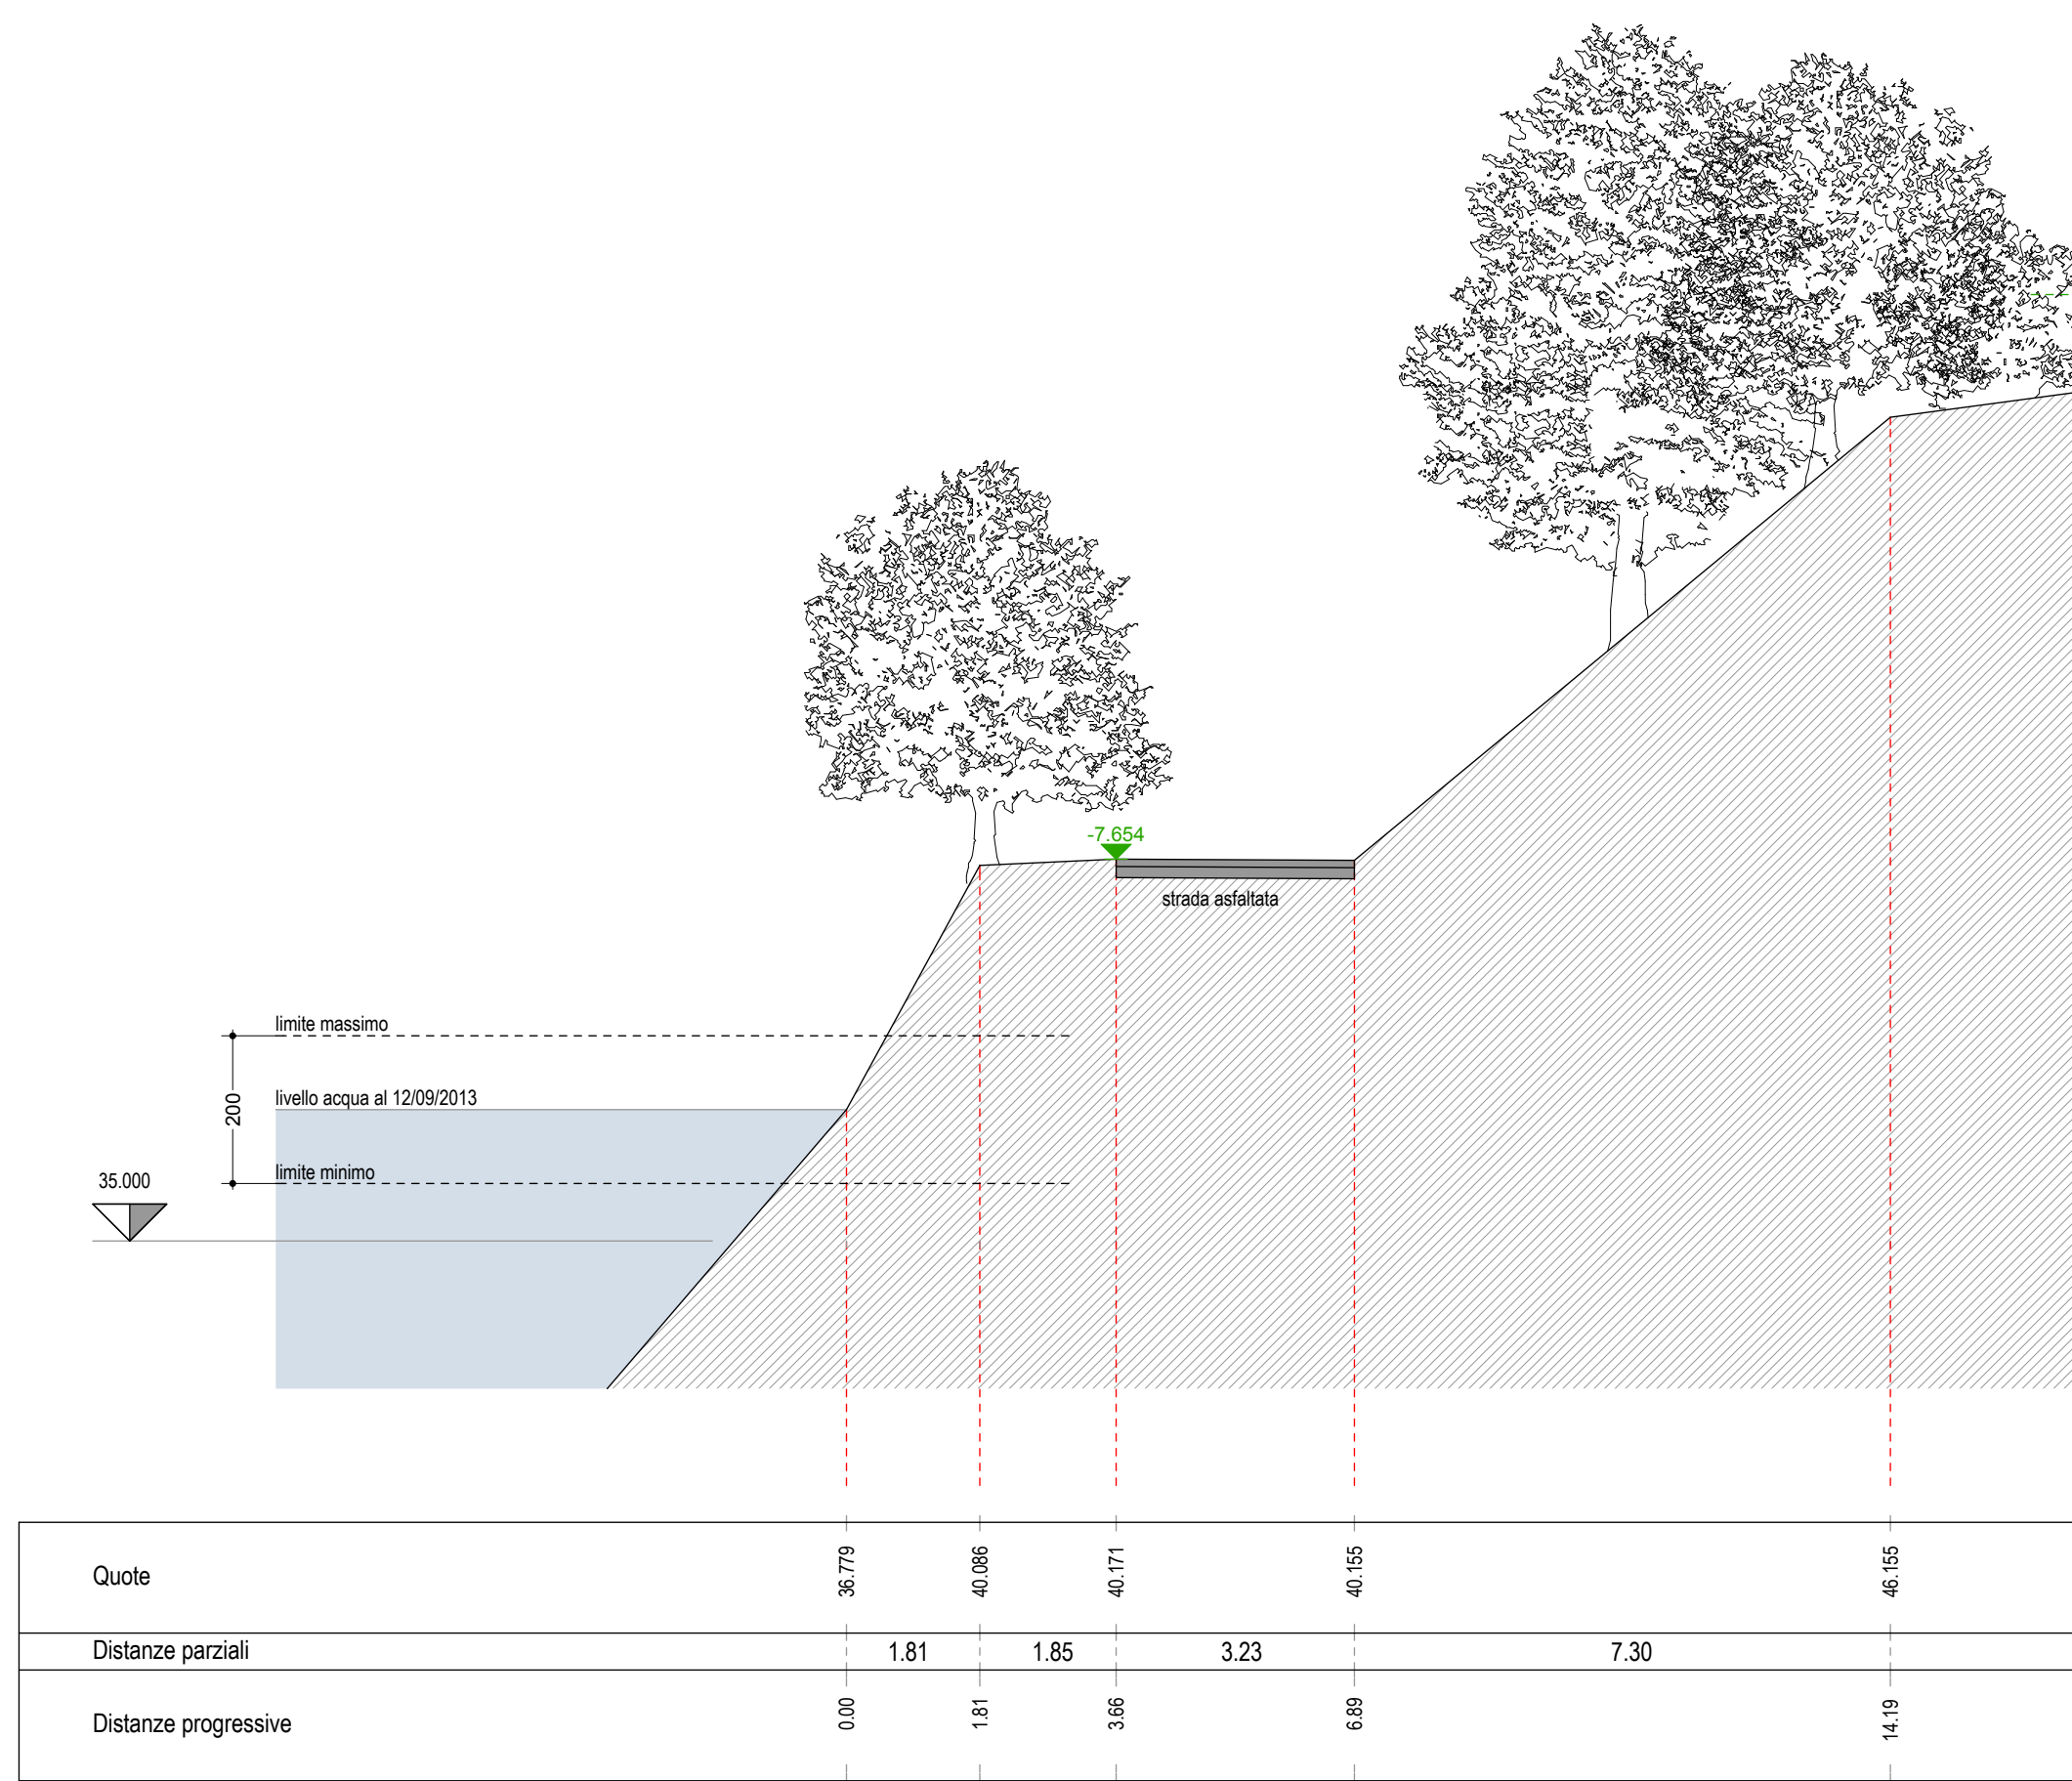 -7.654
strada asfaltata
limite massimo
livello acqua al 12/09/2013
200
limite minimo
35.000
Quote 36.779 40.086 40.171 40.155 46.155
Distanze parziali 1.81 1.85 3.23 7.30
Distanze progressive 0.00 1.81 3.66 6.89 14.19